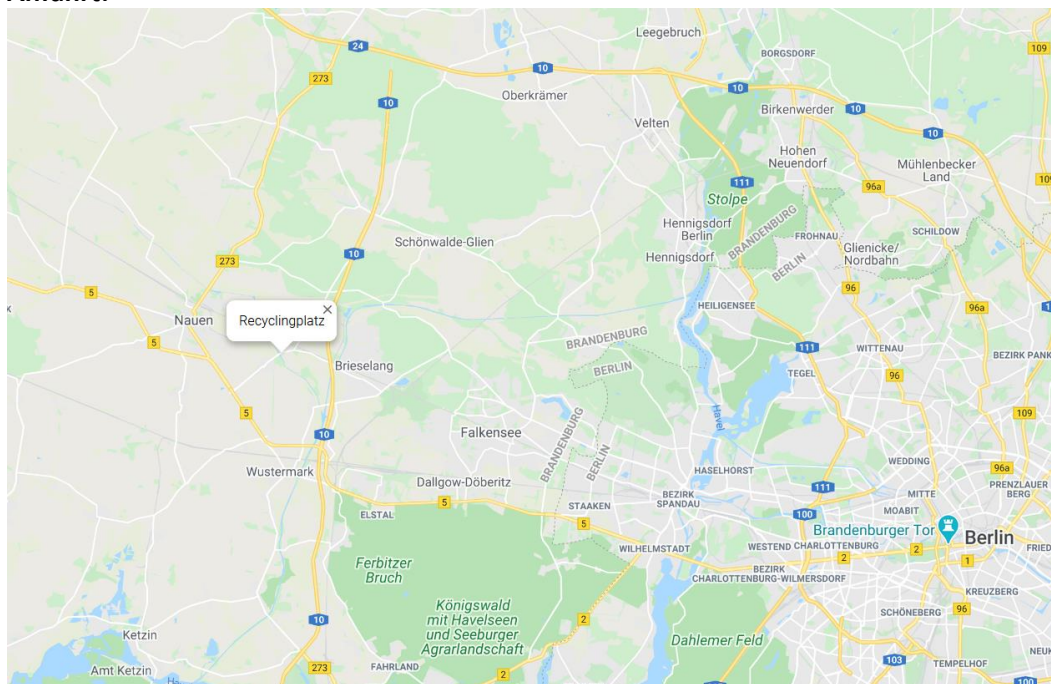 Leegebruch
24
109
BORGSDORF
10
273
10
Oberkrämer
10
10
Birkenwerder
10
Velten
10
Hohen
Neuendorf
Mühlenbecker
Land
111
96a
109
Stolpe
Hennigsdorf
Berlin
BRANDENBURG
BERLIN
FROHNAU
SCHILDOW
Schönwalde-Glien
Glienicke/
Nordbahn
Hennigsdorf
273
10
5
96
HEILIGENSEE
96a
Recyclingplatz
Nauen
5
BRANDENBURG
BERLIN
111
WITTENAU
BEZIRK PANK
Brieselang
TEGEL
96
Havel
5
109
10
Falkensee
BRANDENBURG
BERLIN
Wustermark
HASELHORST
WEDDING
96a
Dallgow-Döberitz
111
PRENZLAUER
BERG
5
BEZIRK
SPANDAU
MITTE
ELSTAL
STAAKEN
MOABIT
100
5
Brandenburger Tor
Berlin
WILHELMSTADT
WESTEND
CHARLOTTENBURG
2
2
FRIED
1
Ferbitzer
Bruch
BEZIRK
CHARLOTTENBURG-WILMERSDORF
KREUZBERG
Königswald
mit Havelseen
und Seeburger
Agrarlandschaft
10
2
SCHÖNEBERG
96
Ketzin
Dahlemer Feld
NEUK
Amt Ketzin
273
FAHRLAND
2
103
TEMPELHOF
100